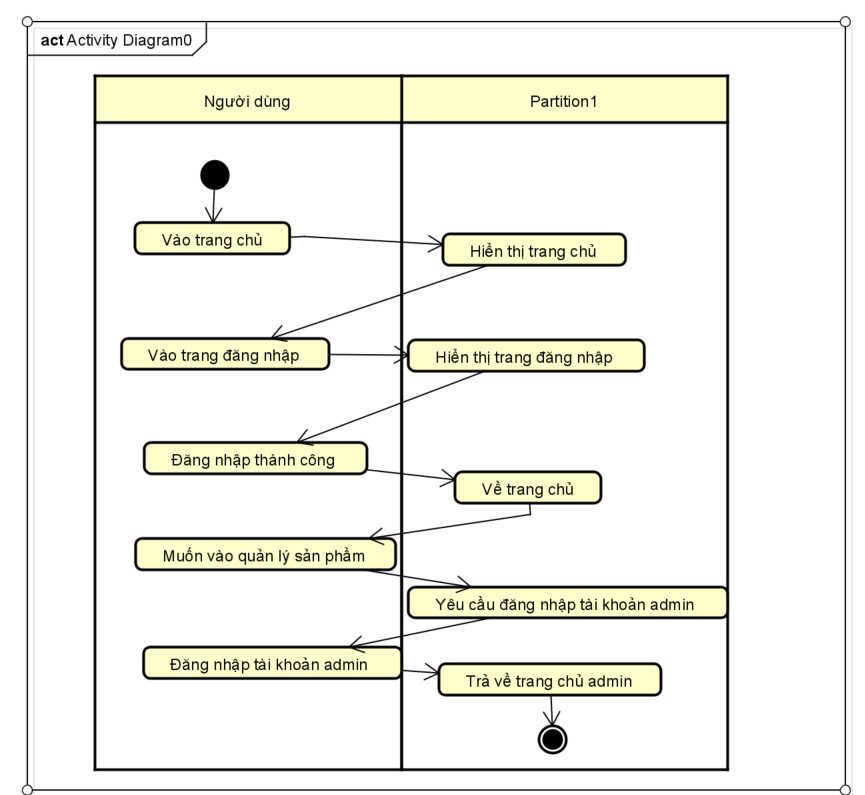 act Activity Diagram0
Người dùng
Partition1
Vào trang chủ
Hiển thị trang chủ
Vào trang đăng nhập
Hiển thị trang đăng nhập
Đăng nhập thành công
Về trang chủ
Muốn vào quản lý sản phẩm
Yêu cầu đăng nhập tài khoản admin
Đăng nhập tài khoản admin
Trả về trang chủ admin